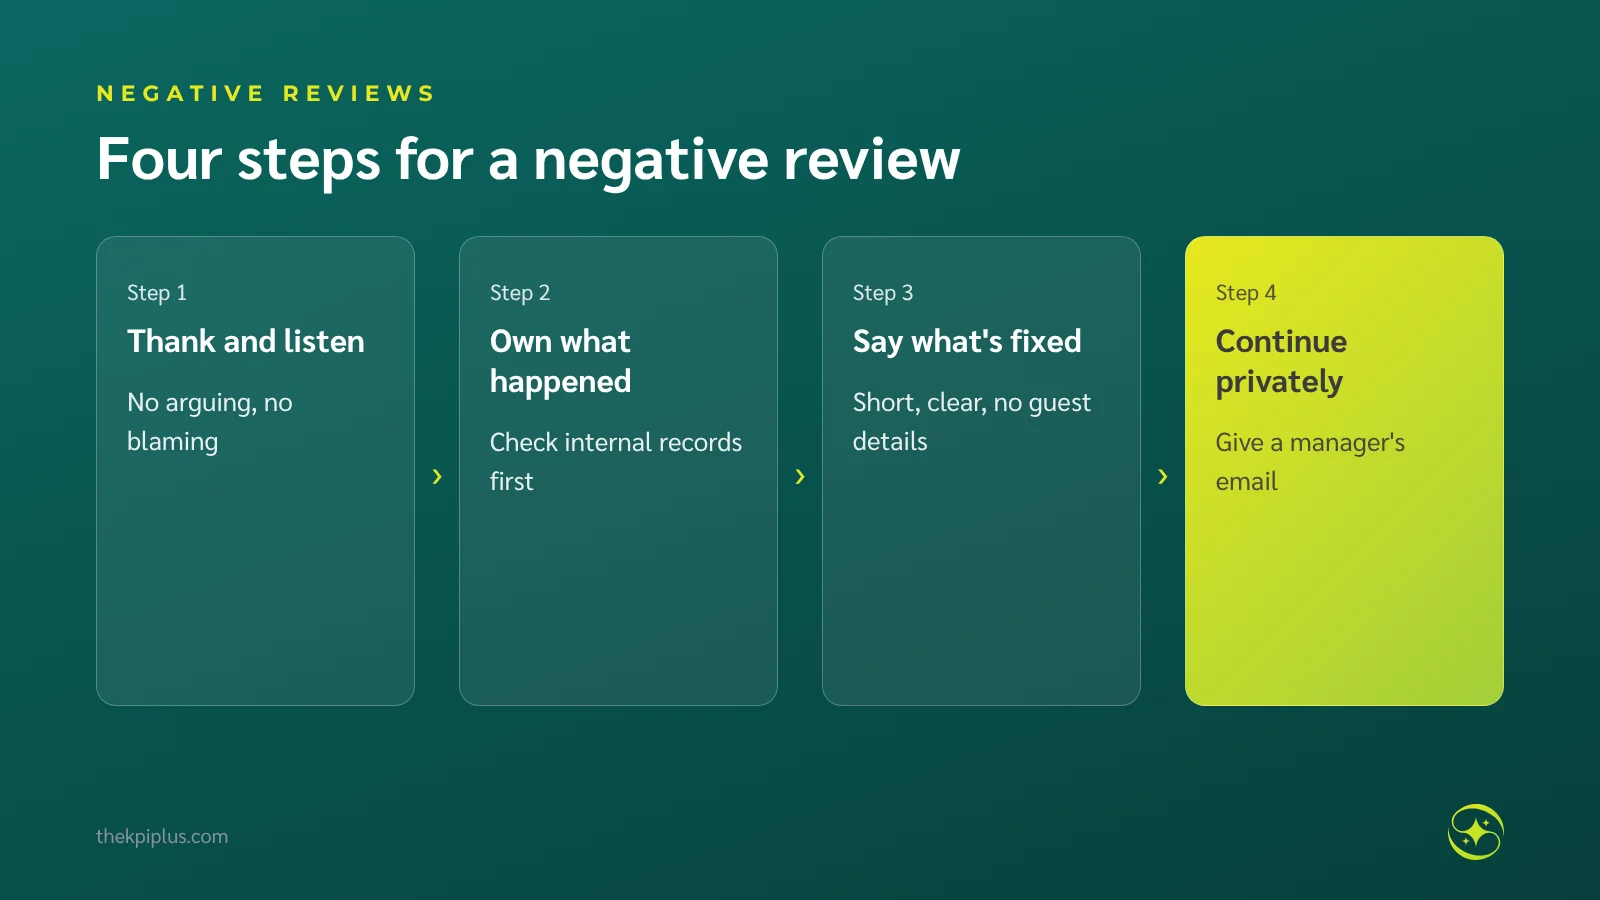 NEGATIVE REVIEWS
Four steps for a negative review
Step 1
Thank and listen
No arguing, no
blaming
›
Step 2
Own what
happened
Check internal records
first
›
Step 3
Say what's fixed
Short, clear, no guest
details
›
Step 4
Continue
privately
Give a manager's
email
thekpiplus.com